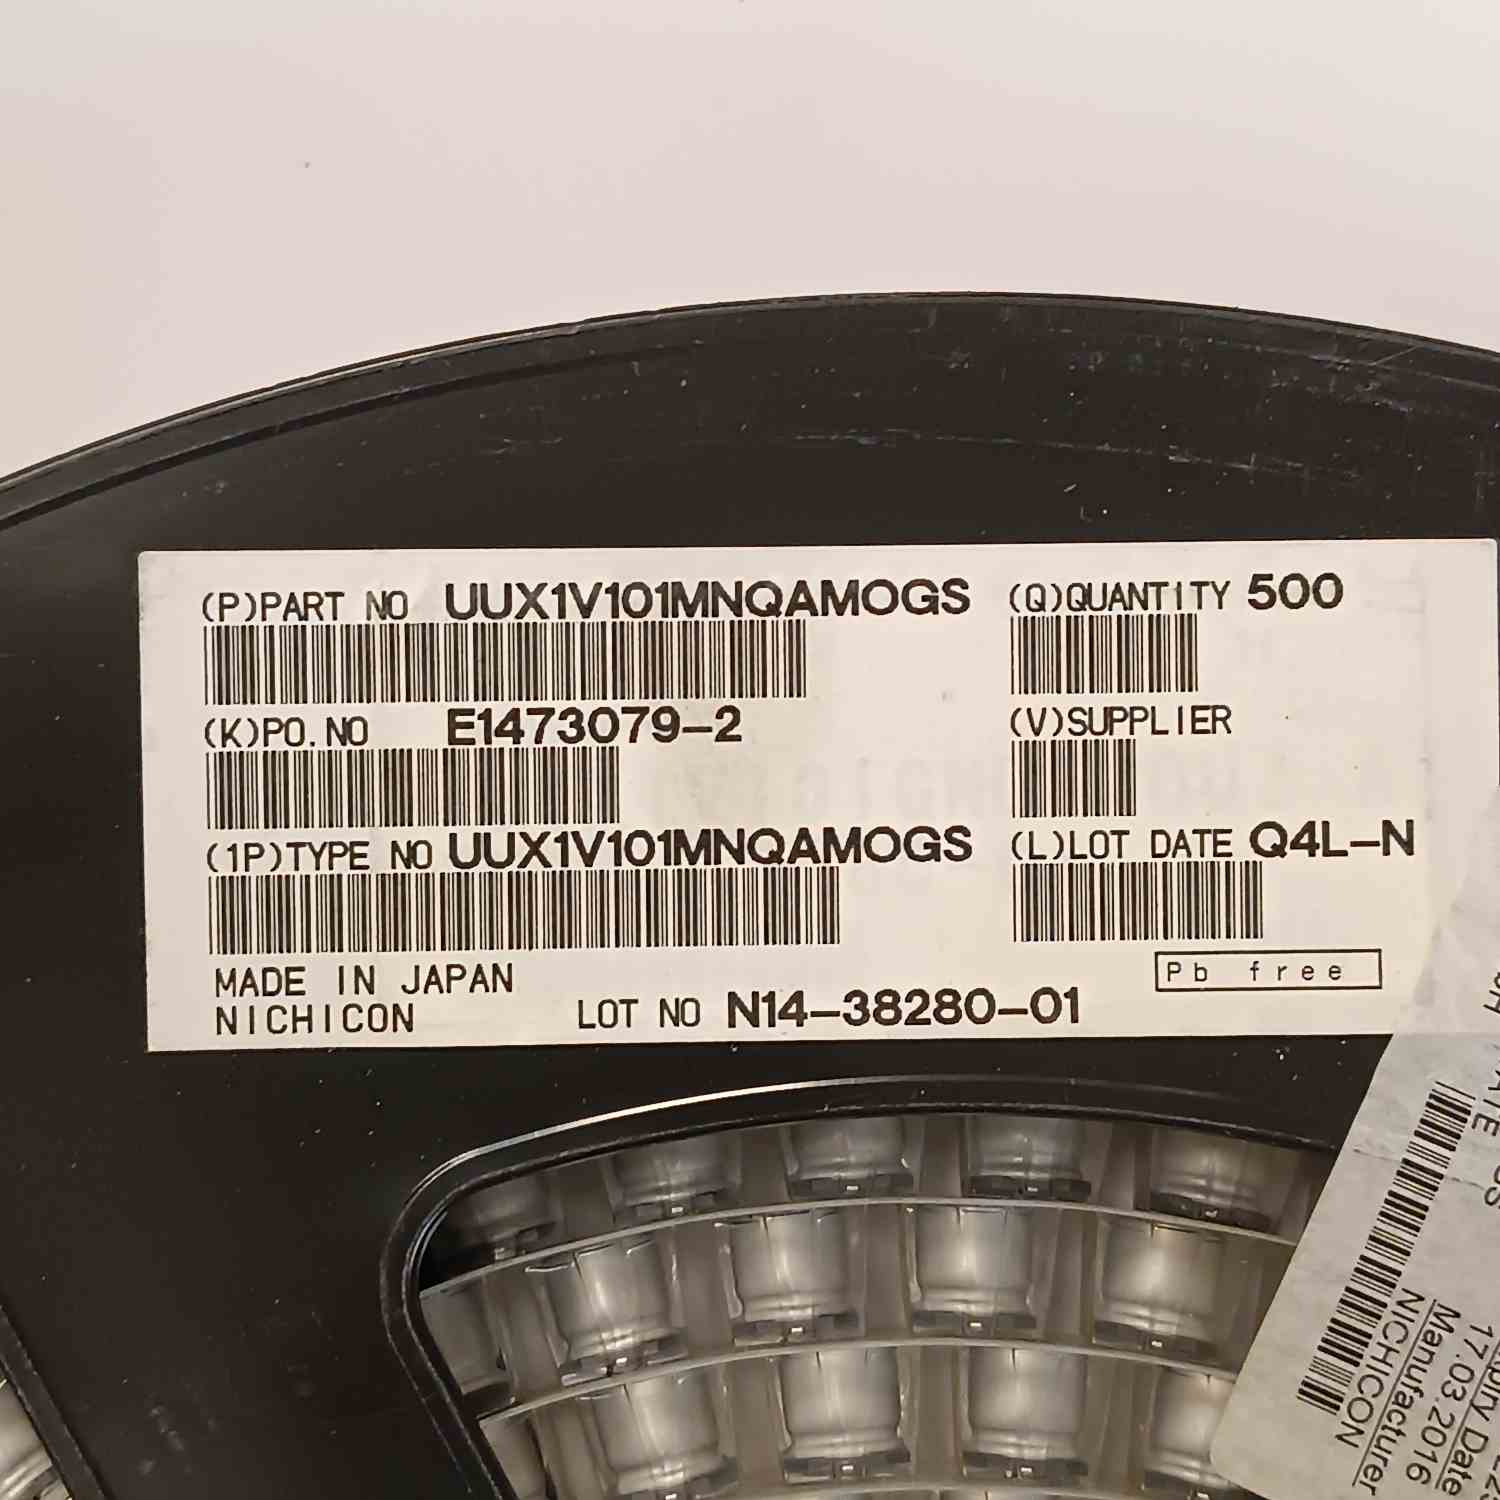 (P)PART NO UUX1V101MNQAMOGS
(Q)QUANTITY 500
(K)PO.NO E1473079-2
(V)SUPPLIER
(1P)TYPE NO UUX1V101MNQAMOGS
(L)LOT DATE Q4L-N
Pb free
MADE IN JAPAN
NICHICON LOT NO N14-38280-01
NICHICON
Manufacturer
17.03.2016
Date